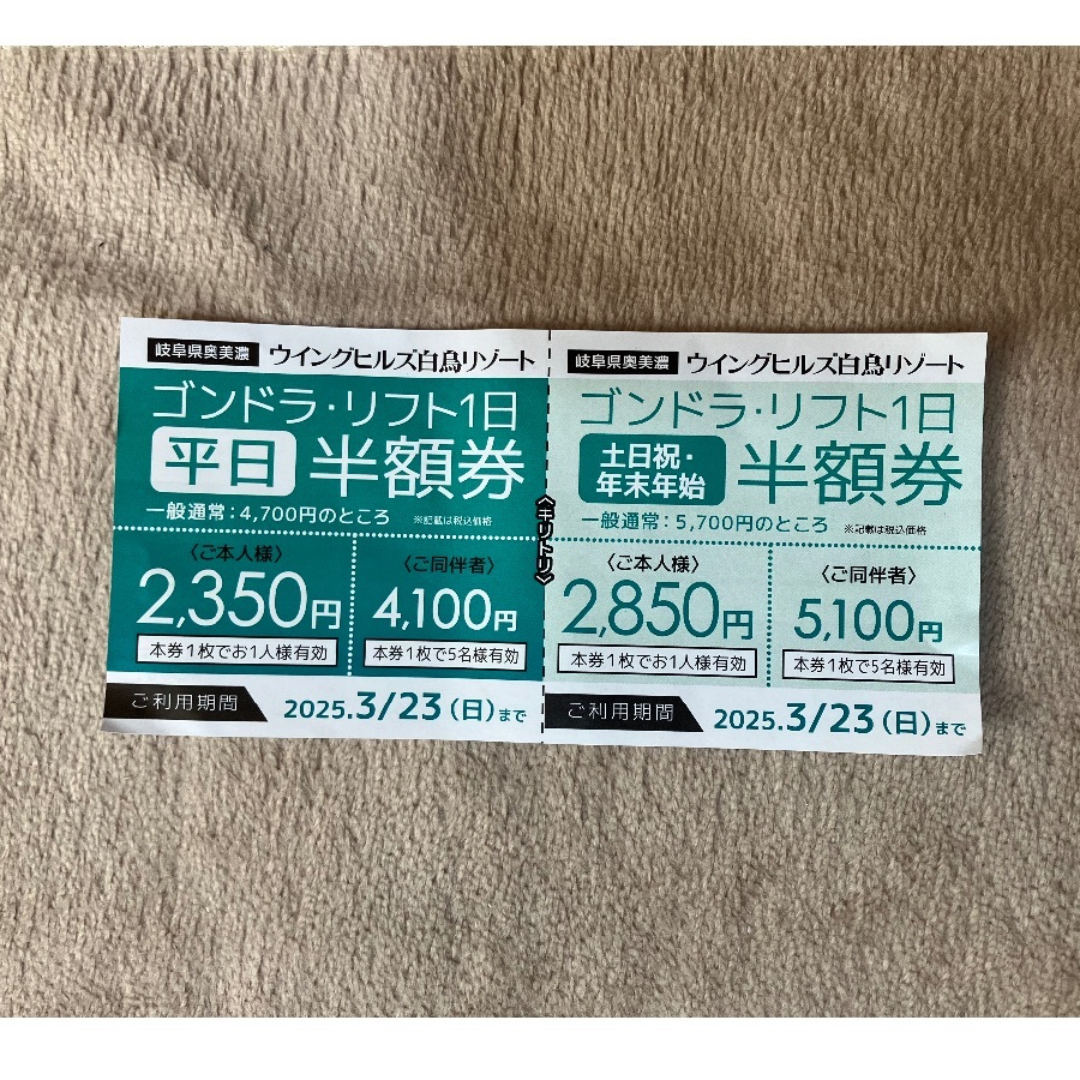 岐阜県奥美濃 ウイングヒルズ白鳥リゾート
ゴンドラ・リフト1日
平日 半額券
一般通常:4,700円のところ ※記載は税込価格
〈ご本人様〉
2,350円
本券1枚でお1人様有効
〈ご同伴者〉
4,100円
本券1枚で5名様有効
ご利用期間 2025.3/23(日)まで
〈キリトリ〉
岐阜県奥美濃 ウイングヒルズ白鳥リゾート
ゴンドラ・リフト1日
土日祝・
年末年始 半額券
一般通常:5,700円のところ ※記載は税込価格
〈ご本人様〉
2,850円
本券1枚でお1人様有効
〈ご同伴者〉
5,100円
本券1枚で5名様有効
ご利用期間 2025.3/23(日)まで